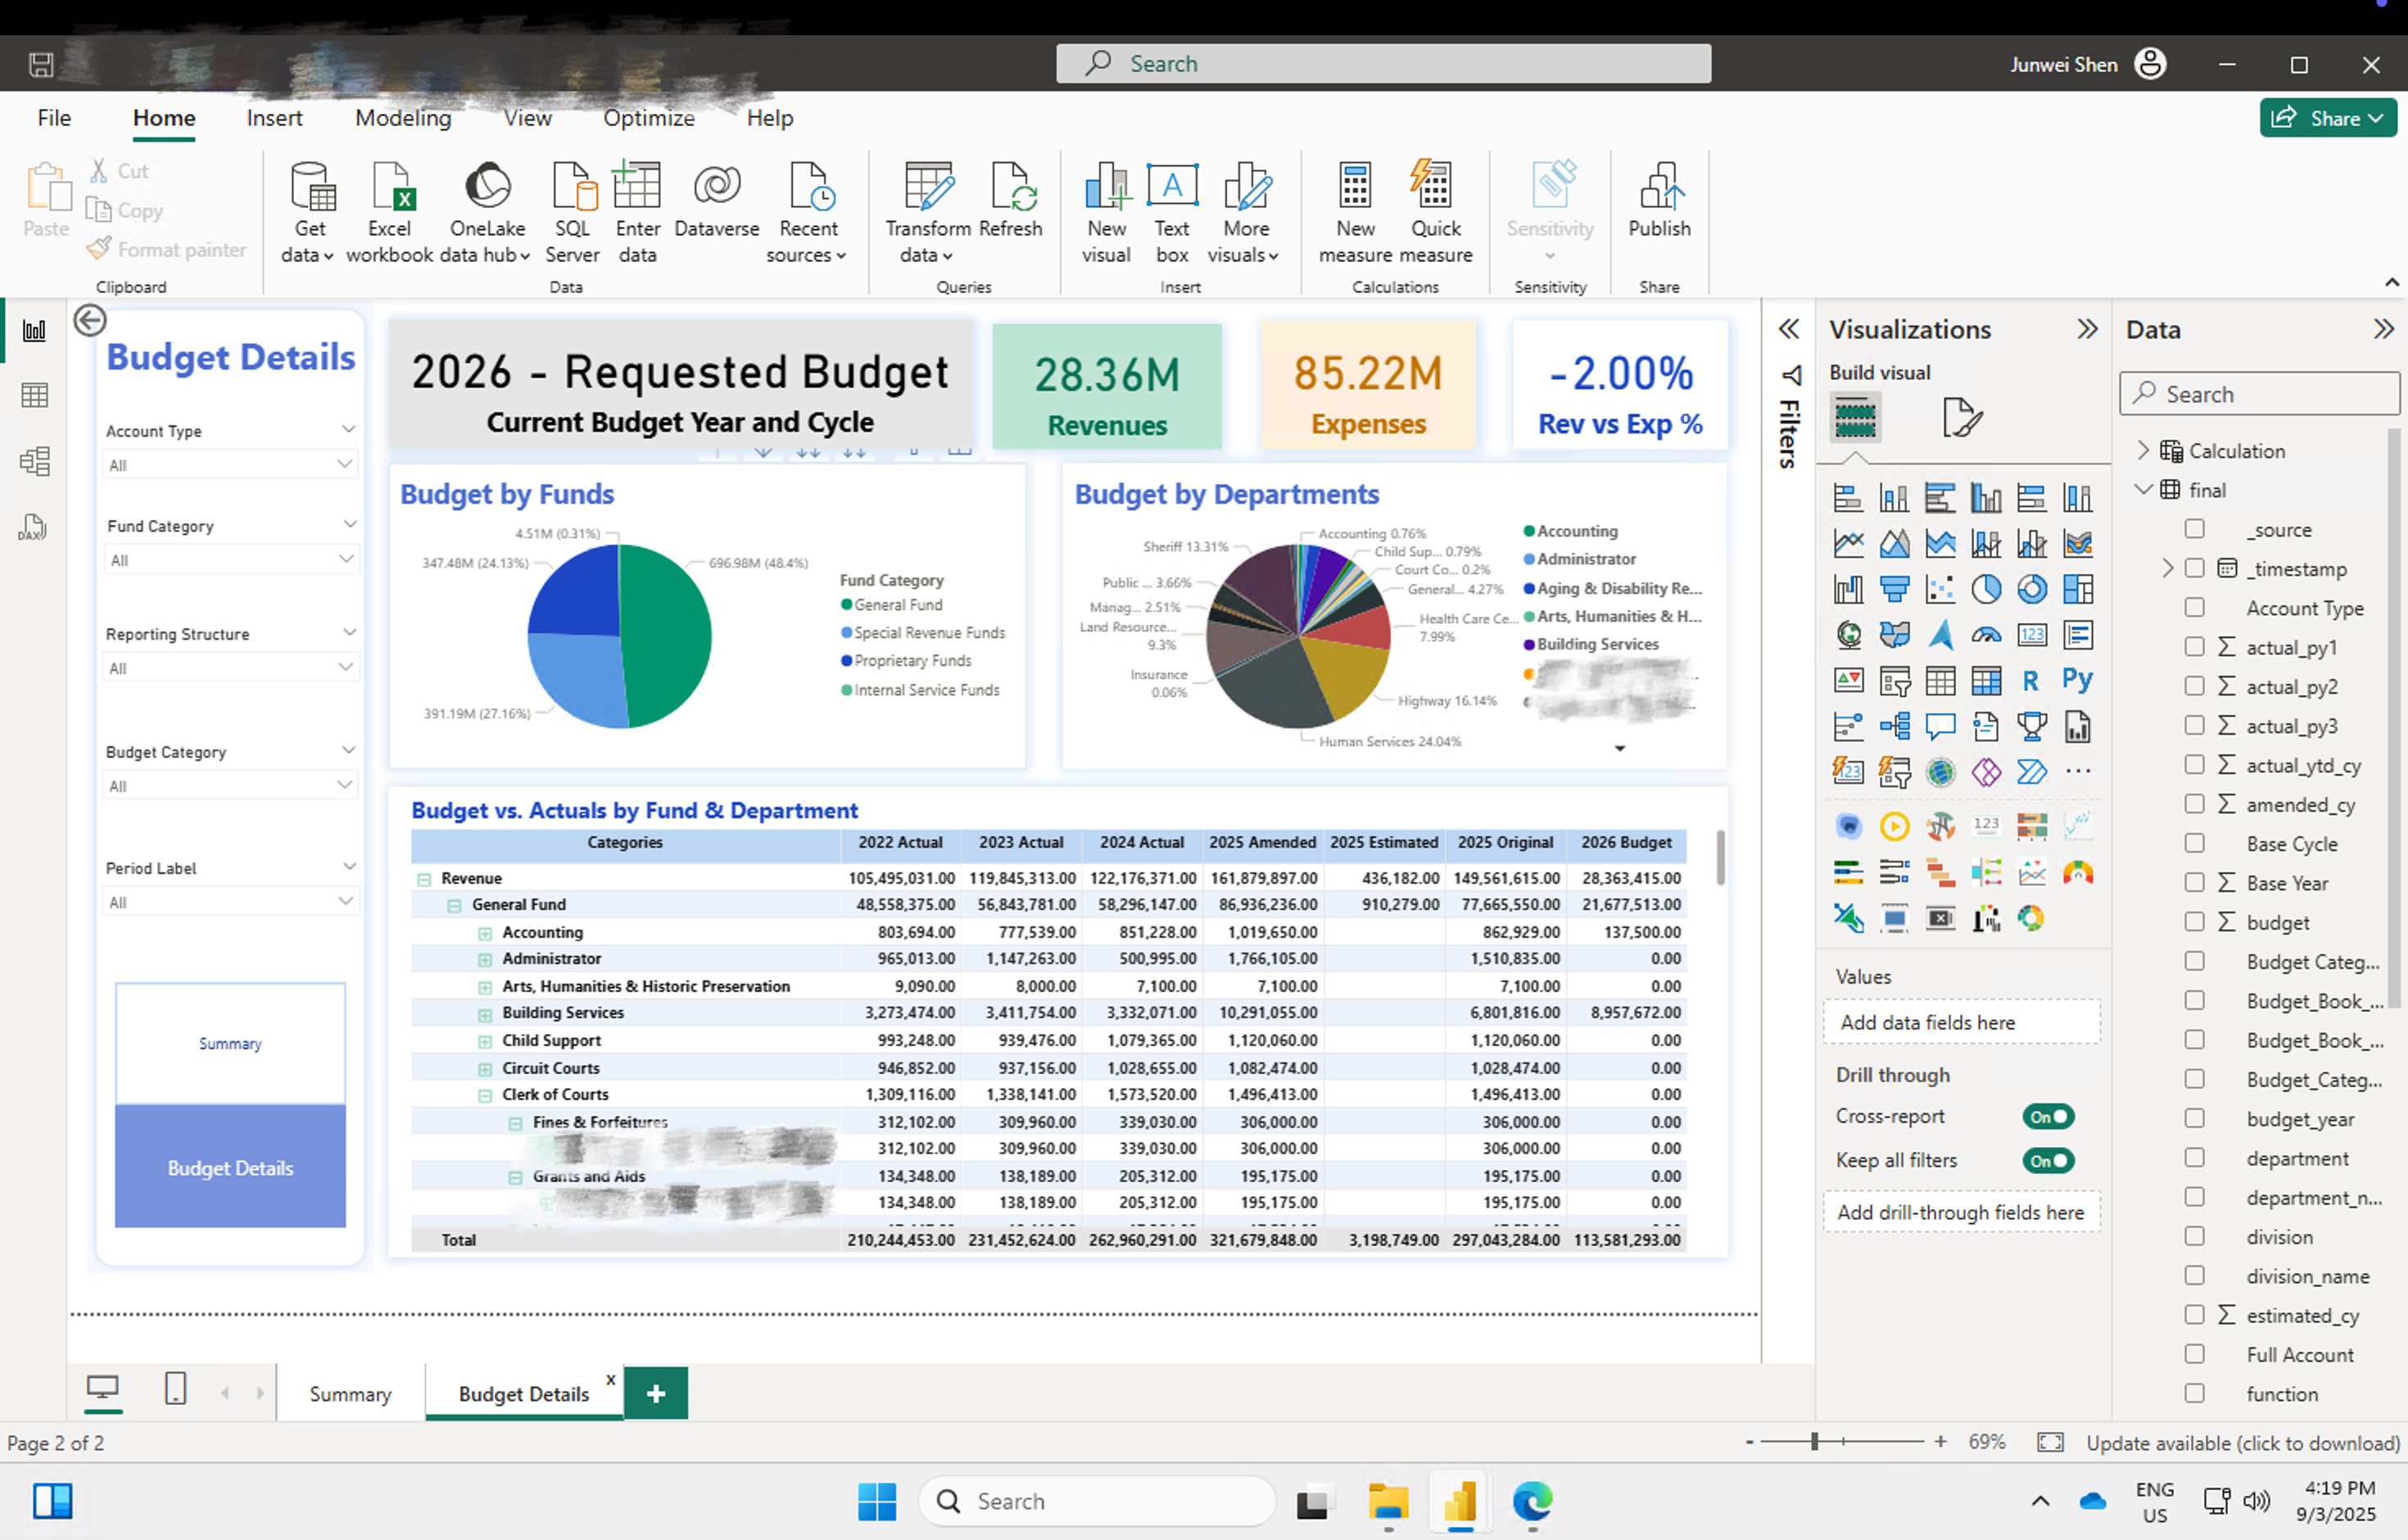 Search
Junwei Shen
File Home Insert Modeling View Optimize Help
Share
Paste
Cut
Copy
Format painter
Clipboard
Get data
Excel workbook
OneLake data hub
SQL Server
Enter data
Dataverse
Recent sources
Data
Transform data
Refresh
Queries
New visual
Text box
More visuals
Insert
New measure
Quick measure
Calculations
Sensitivity
Sensitivity
Publish
Share
Budget Details
Account Type
All
Fund Category
All
Reporting Structure
All
Budget Category
All
Period Label
All
Summary
Budget Details
2026 - Requested Budget
Current Budget Year and Cycle
28.36M
Revenues
85.22M
Expenses
-2.00%
Rev vs Exp %
Budget by Funds
4.51M (0.31%)
347.48M (24.13%)
696.98M (48.4%)
391.19M (27.16%)
Fund Category
General Fund
Special Revenue Funds
Proprietary Funds
Internal Service Funds
Budget by Departments
Accounting 0.76%
Sheriff 13.31%
Child Sup... 0.79%
Court Co... 0.2%
Public ... 3.66%
General... 4.27%
Manag... 2.51%
Land Resource...
9.3%
Health Care Ce...
7.99%
Insurance
0.06%
Highway 16.14%
Human Services 24.04%
Accounting
Administrator
Aging & Disability Re...
Arts, Humanities & H...
Building Services
Budget vs. Actuals by Fund & Department
Categories 2022 Actual 2023 Actual 2024 Actual 2025 Amended 2025 Estimated 2025 Original 2026 Budget
Revenue 105,495,031.00 119,845,313.00 122,176,371.00 161,879,897.00 436,182.00 149,561,615.00 28,363,415.00
General Fund 48,558,375.00 56,843,781.00 58,296,147.00 86,936,236.00 910,279.00 77,665,550.00 21,677,513.00
Accounting 803,694.00 777,539.00 851,228.00 1,019,650.00 862,929.00 137,500.00
Administrator 965,013.00 1,147,263.00 500,995.00 1,766,105.00 1,510,835.00 0.00
Arts, Humanities & Historic Preservation 9,090.00 8,000.00 7,100.00 7,100.00 7,100.00 0.00
Building Services 3,273,474.00 3,411,754.00 3,332,071.00 10,291,055.00 6,801,816.00 8,957,672.00
Child Support 993,248.00 939,476.00 1,079,365.00 1,120,060.00 1,120,060.00 0.00
Circuit Courts 946,852.00 937,156.00 1,028,655.00 1,082,474.00 1,028,474.00 0.00
Clerk of Courts 1,309,116.00 1,338,141.00 1,573,520.00 1,496,413.00 1,496,413.00 0.00
Fines & Forfeitures 312,102.00 309,960.00 339,030.00 306,000.00 306,000.00 0.00
312,102.00 309,960.00 339,030.00 306,000.00 306,000.00 0.00
Grants and Aids 134,348.00 138,189.00 205,312.00 195,175.00 195,175.00 0.00
134,348.00 138,189.00 205,312.00 195,175.00 195,175.00 0.00
Total 210,244,453.00 231,452,624.00 262,960,291.00 321,679,848.00 3,198,749.00 297,043,284.00 113,581,293.00
Filters
Visualizations
Build visual
R Py
123
123
123
Values
Add data fields here
Drill through
Cross-report On
Keep all filters On
Add drill-through fields here
Data
Search
Calculation
final
_source
_timestamp
Account Type
actual_py1
actual_py2
actual_py3
actual_ytd_cy
amended_cy
Base Cycle
Base Year
budget
Budget Categ...
Budget_Book_...
Budget_Book_...
Budget_Categ...
budget_year
department
department_n...
division
division_name
estimated_cy
Full Account
function
DAX
Summary
Budget Details x
+
Page 2 of 2
- + 69%
Update available (click to download)
Search
ENG
US
4:19 PM
9/3/2025